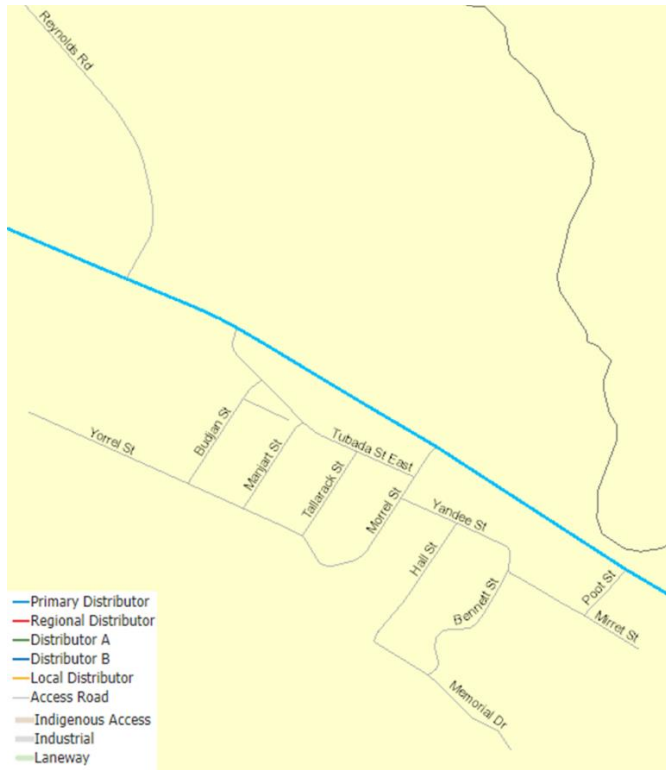 Reynolds Rd
Yorrel St
Budjan St
Manjart St
Tallarack St
Tubada St East
Morrel St
Yandee St
Hall St
Bennett St
Poot St
Mirret St
Memorial Dr
Primary Distributor
Regional Distributor
Distributor A
Distributor B
Local Distributor
Access Road
Indigenous Access
Industrial
Laneway